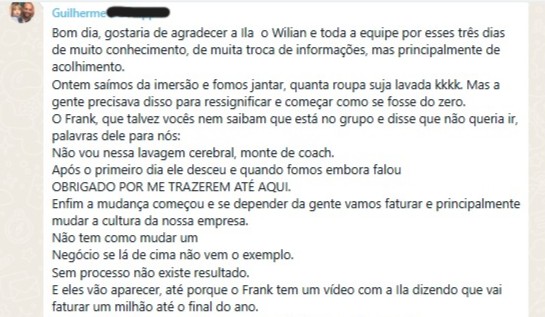 Guilherme
Bom dia, gostaria de agradecer a Ila o Wilian e toda a equipe por esses três dias
de muito conhecimento, de muita troca de informações, mas principalmente de
acolhimento.
Ontem saímos da imersão e fomos jantar, quanta roupa suja lavada kkkk. Mas a
gente precisava disso para ressignificar e começar como se fosse do zero.
O Frank, que talvez vocês nem saibam que está no grupo e disse que não queria ir,
palavras dele para nós:
Não vou nessa lavagem cerebral, monte de coach.
Após o primeiro dia ele desceu e quando fomos embora falou
OBRIGADO POR ME TRAZEREM ATÉ AQUI.
Enfim a mudança começou e se depender da gente vamos faturar e principalmente
mudar a cultura da nossa empresa.
Não tem como mudar um
Negócio se lá de cima não vem o exemplo.
Sem processo não existe resultado.
E eles vão aparecer, até porque o Frank tem um vídeo com a Ila dizendo que vai
faturar um milhão até o final do ano.